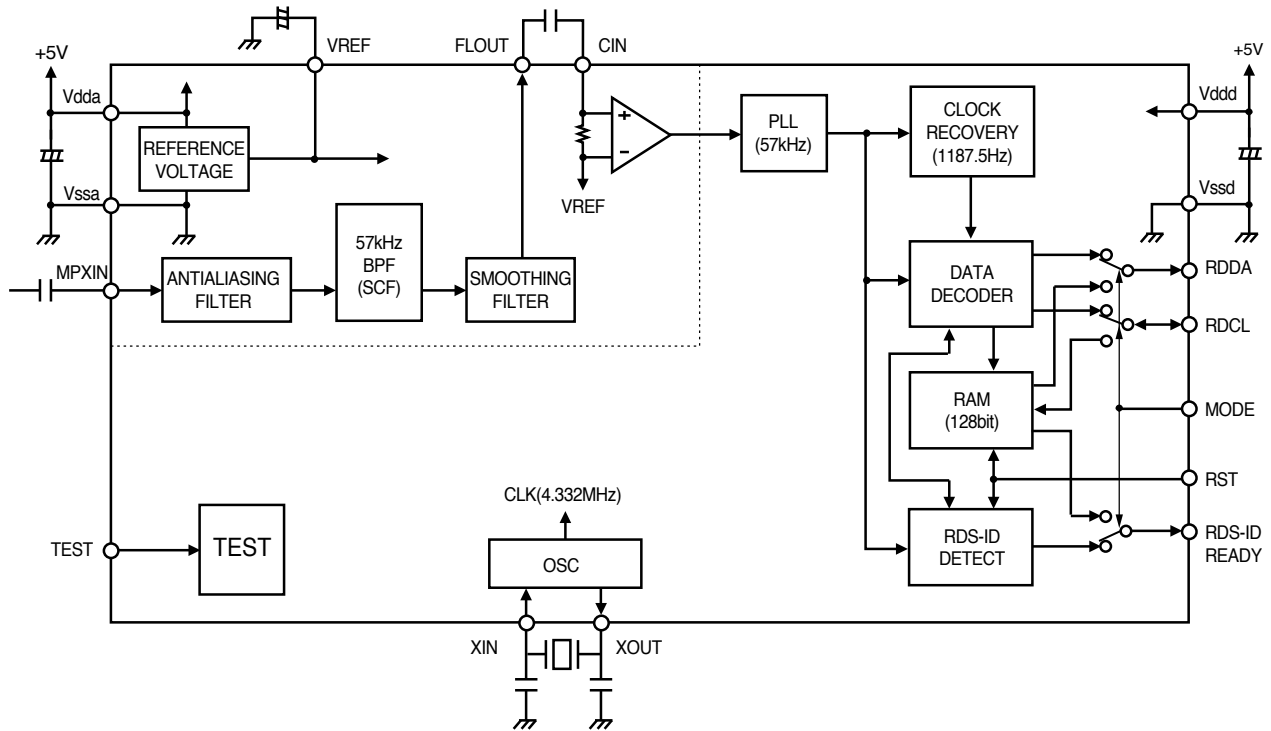 VREF
FLOUT
CIN
+5V
+5V
Vdda
Vddd
REFERENCE
VOLTAGE
+
−
VREF
PLL
(57kHz)
CLOCK
RECOVERY
(1187.5Hz)
Vssa
Vssd
MPXIN
ANTIALIASING
FILTER
57kHz
BPF
(SCF)
SMOOTHING
FILTER
DATA
DECODER
RDDA
RDCL
RAM
(128bit)
MODE
RST
CLK(4.332MHz)
TEST
TEST
OSC
RDS-ID
DETECT
RDS-ID
READY
XIN
XOUT